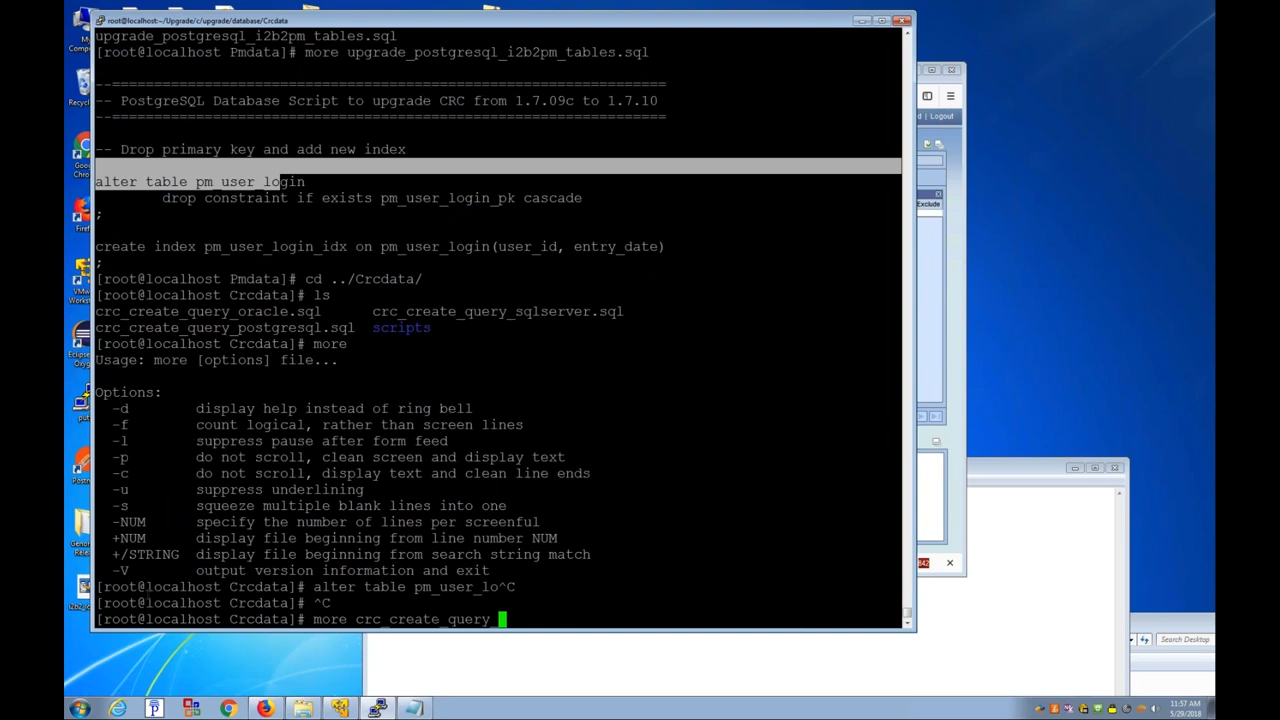 root@localhost:~/Upgrade/c/upgrade/database/Crcdata
upgrade_postgresql_i2b2pm_tables.sql
[root@localhost Pmdata]# more upgrade_postgresql_i2b2pm_tables.sql
--==============================================================
-- PostgreSQL Database Script to upgrade CRC from 1.7.09c to 1.7.10
--==============================================================
-- Drop primary key and add new index
alter table pm_user_login
drop constraint if exists pm_user_login_pk cascade
;
create index pm_user_login_idx on pm_user_login(user_id, entry_date)
;
[root@localhost Pmdata]# cd ../Crcdata/
[root@localhost Crcdata]# ls
crc_create_query_oracle.sql crc_create_query_sqlserver.sql
crc_create_query_postgresql.sql scripts
[root@localhost Crcdata]# more
Usage: more [options] file...
Options:
-d display help instead of ring bell
-f count logical, rather than screen lines
-l suppress pause after form feed
-p do not scroll, clean screen and display text
-c do not scroll, display text and clean line ends
-u suppress underlining
-s squeeze multiple blank lines into one
-NUM specify the number of lines per screenful
+NUM display file beginning from line number NUM
+/STRING display file beginning from search string match
-V output version information and exit
[root@localhost Crcdata]# alter table pm_user_lo^C
[root@localhost Crcdata]# ^C
[root@localhost Crcdata]# more crc_create_query_
Logout
Exclude
Search Desktop
11:57 AM
5/29/2018